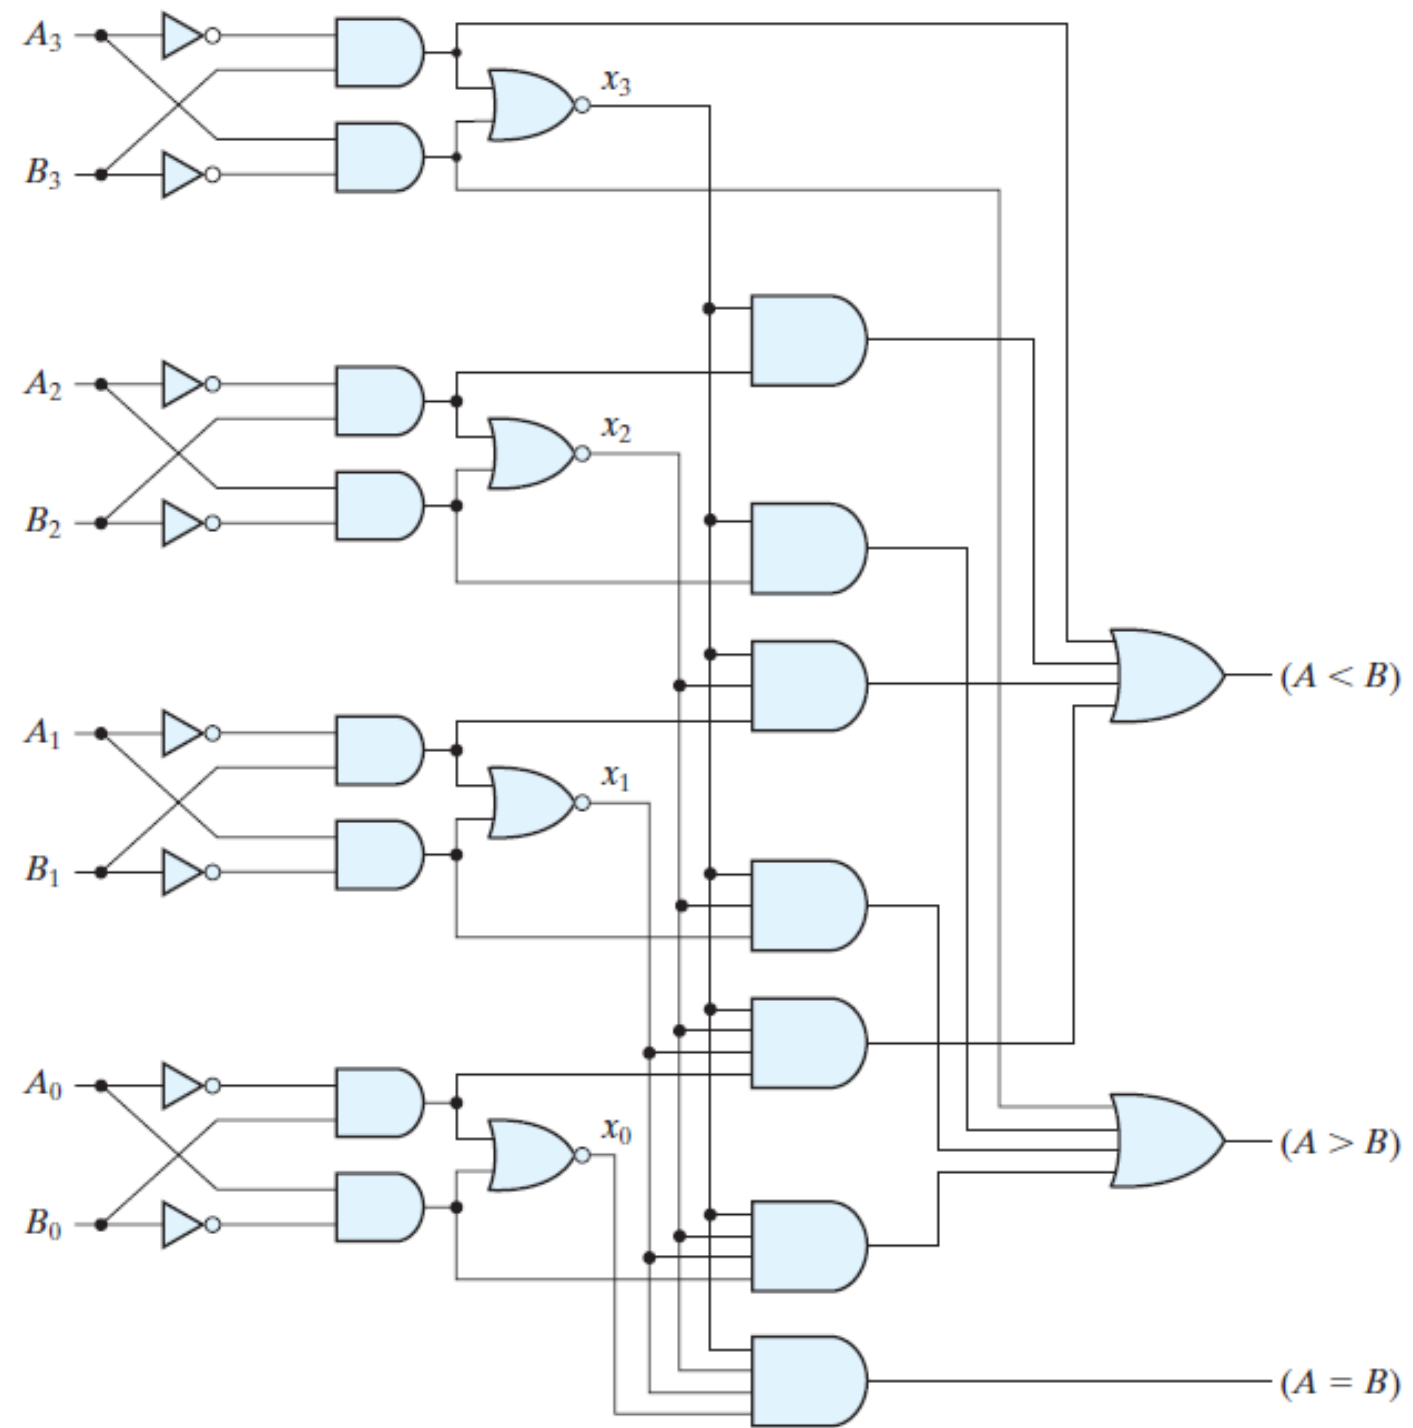 A₃
x₃
B₃
A₂
x₂
B₂
(A < B)
A₁
x₁
B₁
A₀
x₀
(A > B)
B₀
(A = B)